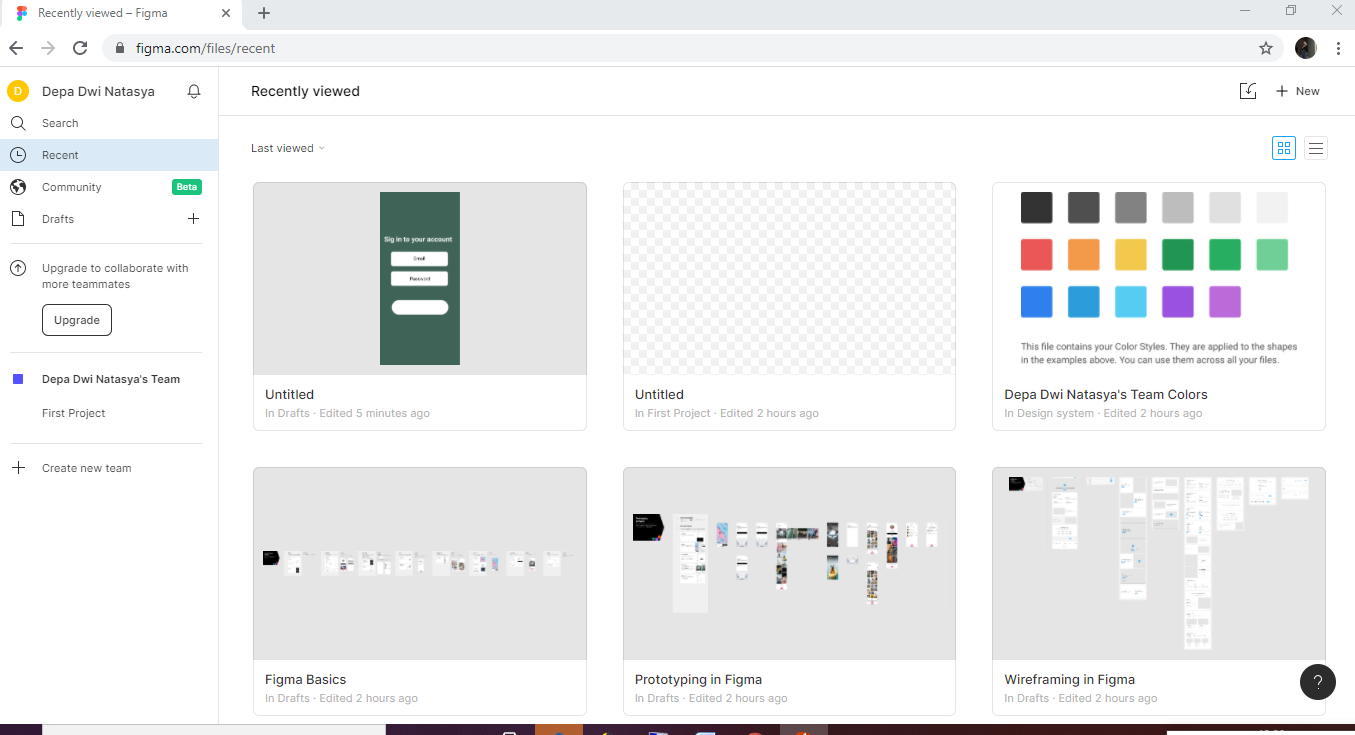 Recently viewed – Figma
figma.com/files/recent
D
Depa Dwi Natasya
Search
Recent
Community
Beta
Drafts
Upgrade to collaborate with
more teammates
Upgrade
Depa Dwi Natasya's Team
First Project
Create new team
Recently viewed
New
Last viewed
Sig in to your account
Email
Password
Untitled
In Drafts · Edited 5 minutes ago
Untitled
In First Project · Edited 2 hours ago
This file contains your Color Styles. They are applied to the shapes
in the examples above. You can use them across all your files.
Depa Dwi Natasya's Team Colors
In Design system · Edited 2 hours ago
Figma Basics
In Drafts · Edited 2 hours ago
Prototyping in Figma
In Drafts · Edited 2 hours ago
Wireframing in Figma
In Drafts · Edited 2 hours ago
?